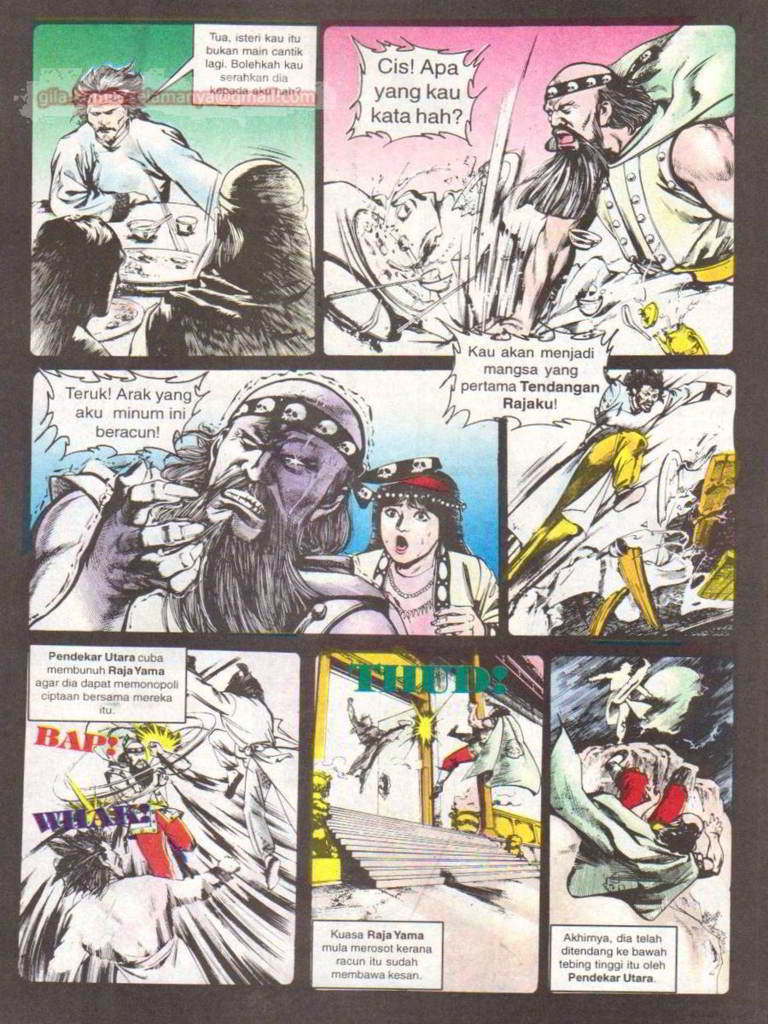 Tua, isteri kau itu
bukan main cantik
lagi. Bolehkah kau
serahkan dia
kepada aku hah?
Cis! Apa
yang kau
kata hah?
Kau akan menjadi
mangsa yang
pertama Tendangan
Rajaku!
Teruk! Arak yang
aku minum ini
beracun!
Pendekar Utara cuba
membunuh Raja Yama
agar dia dapat memonopoli
ciptaan bersama mereka
itu.
BAP!
WHAK!
THUD!
Kuasa Raja Yama
mula merosot kerana
racun itu sudah
membawa kesan.
Akhirnya, dia telah
ditendang ke bawah
tebing tinggi itu oleh
Pendekar Utara.